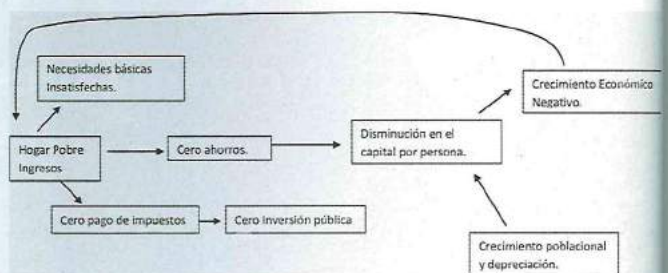 Necesidades básicas
Insatisfechas.
Crecimiento Económico
Negativo.
Hogar Pobre
Ingresos
Cero ahorros.
Disminución en el
capital por persona.
Cero pago de impuestos
Cero Inversión pública
Crecimiento poblacional
y depreciación.